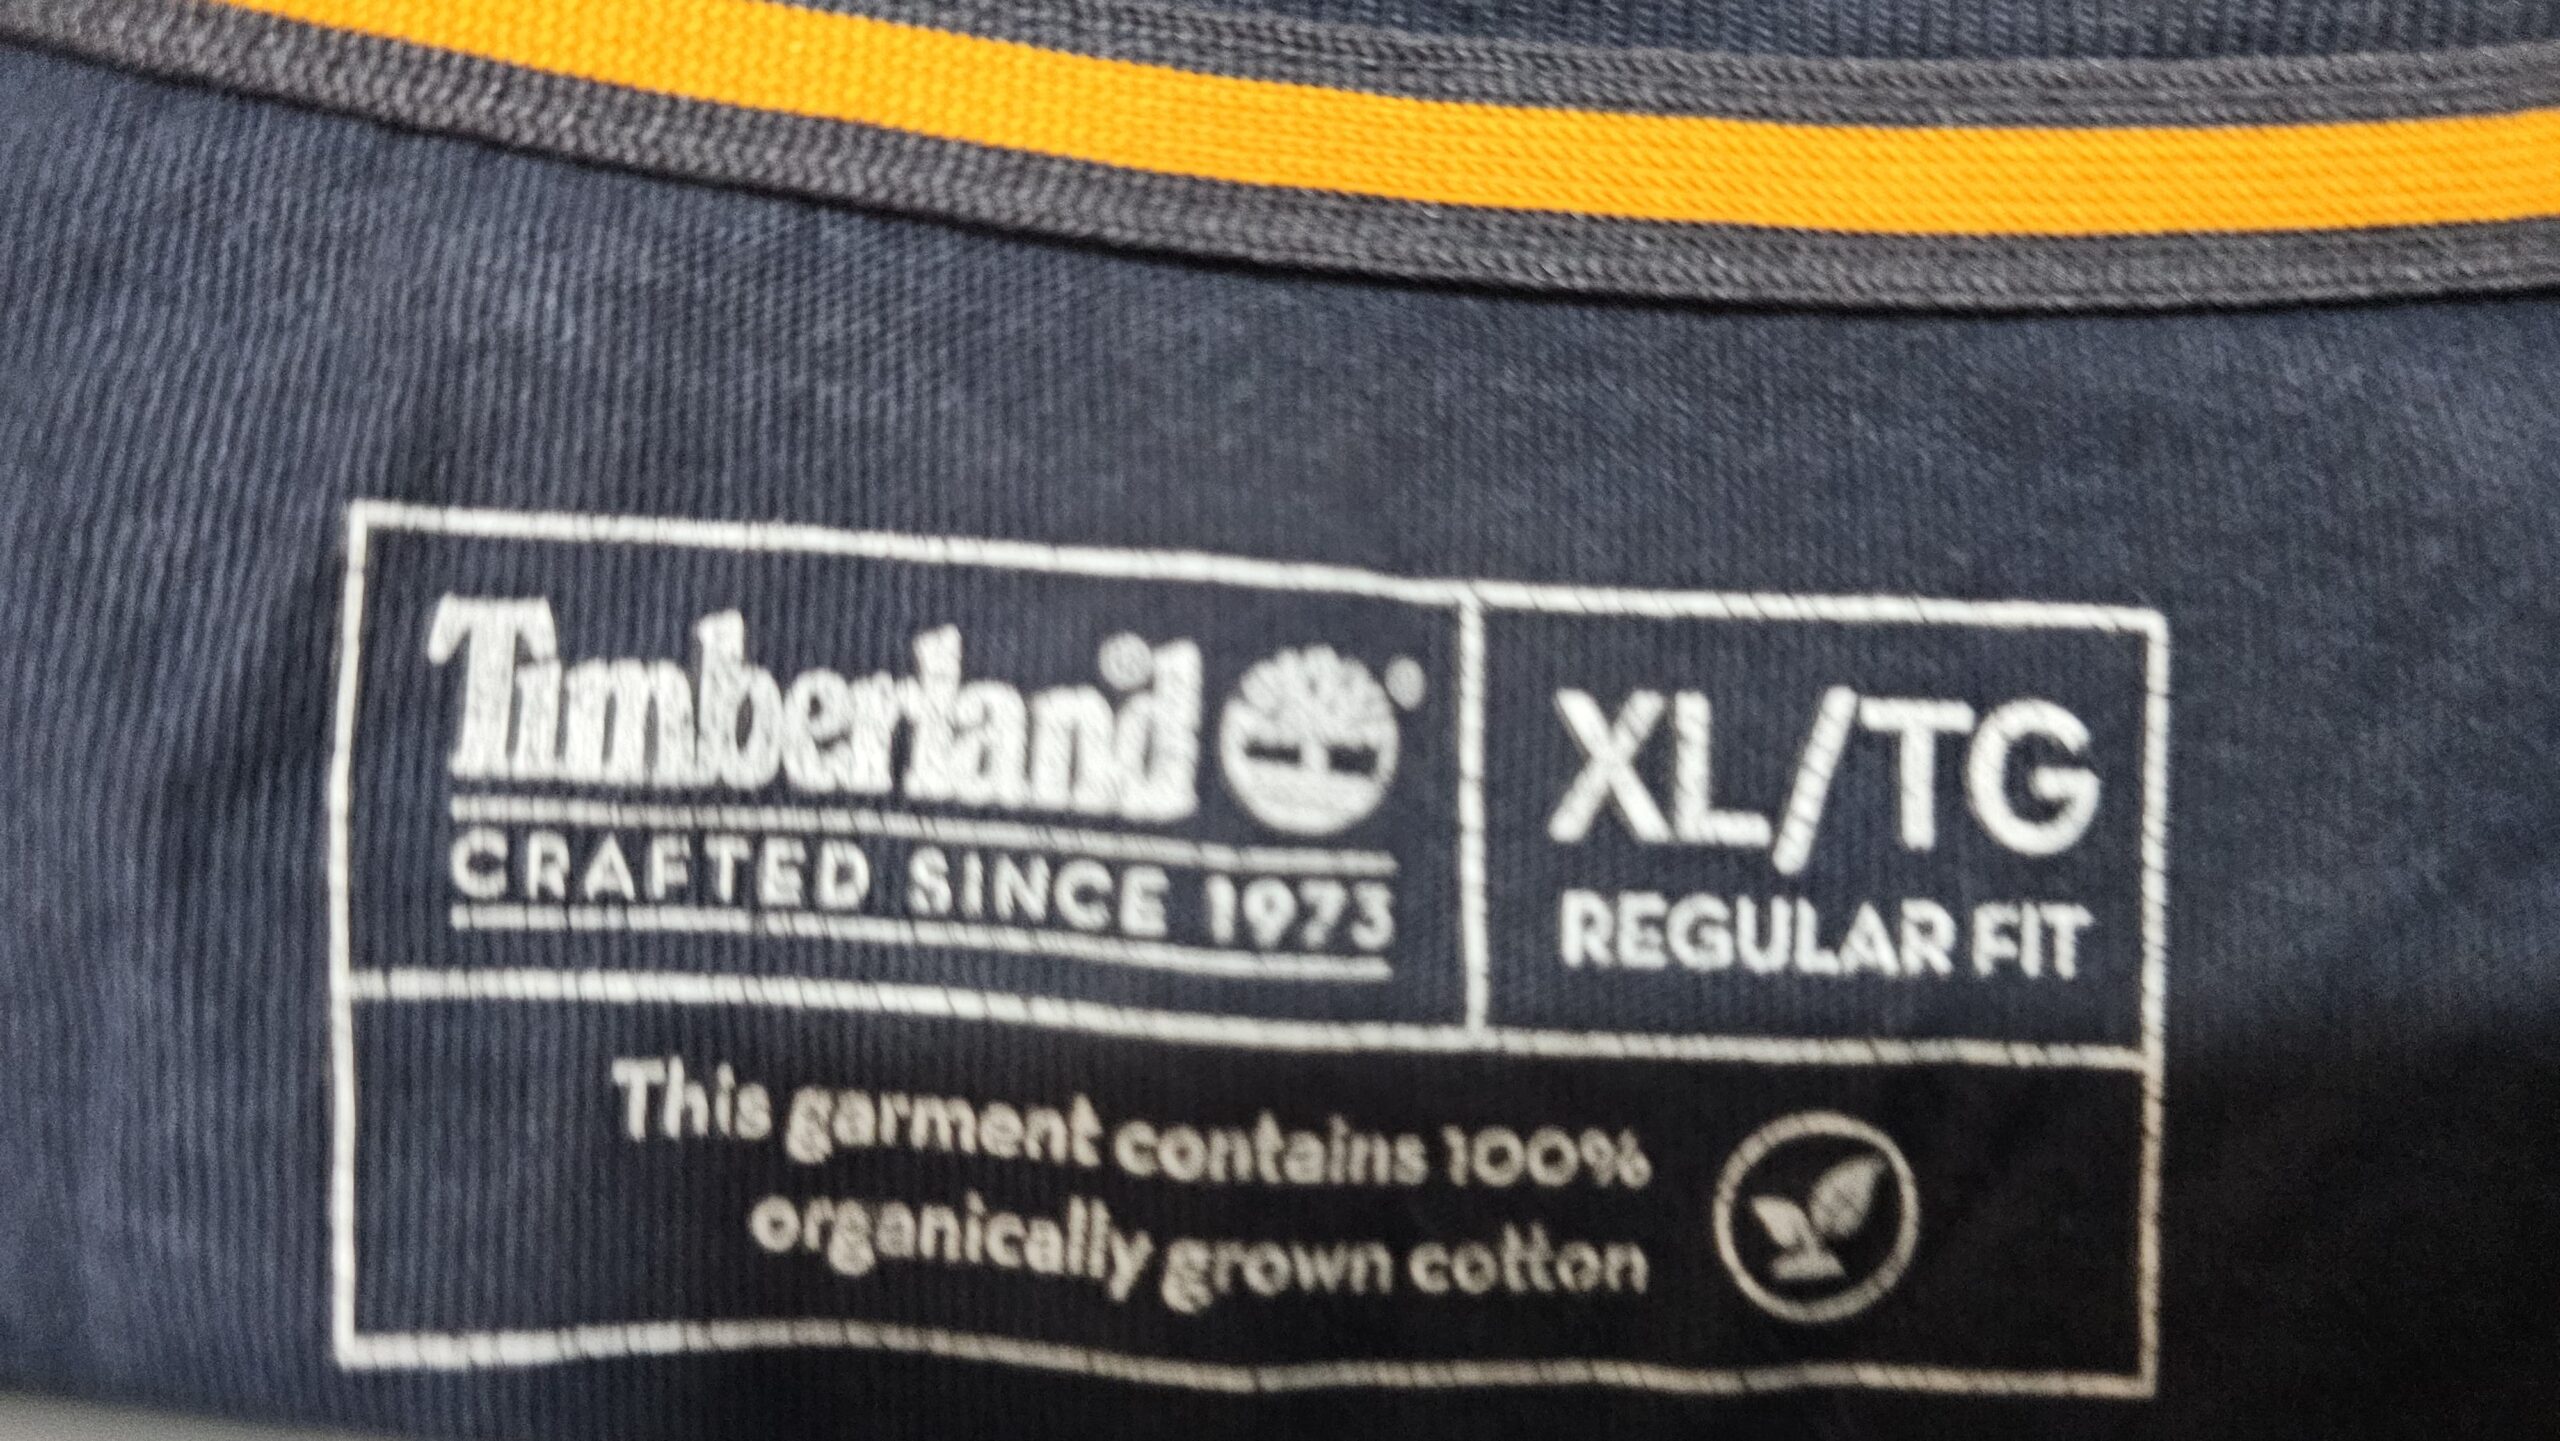 Timberland®
CRAFTED SINCE 1973
XL/TG
REGULAR FIT
This garment contains 100%
organically grown cotton